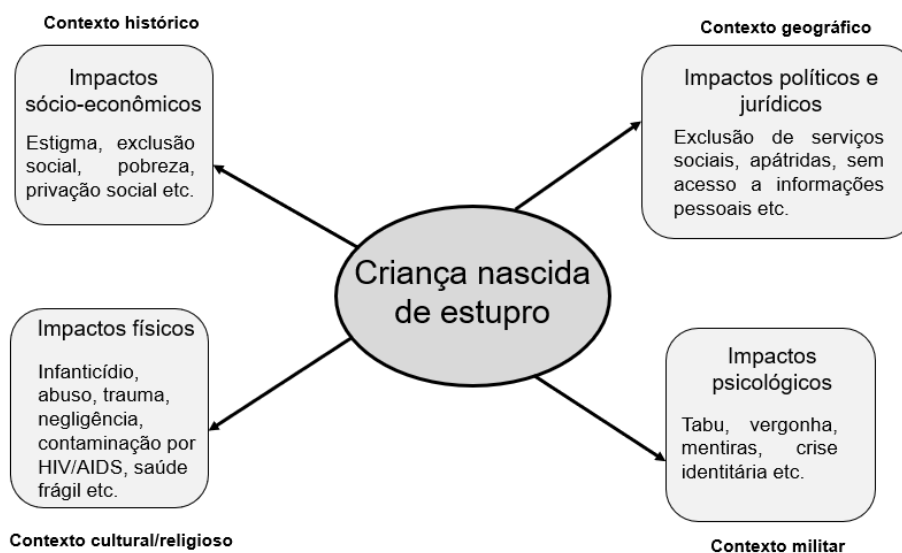 Contexto histórico
Impactos
sócio-econômicos
Estigma, exclusão
social, pobreza,
privação social etc.
Contexto geográfico
Impactos políticos e
jurídicos
Exclusão de serviços
sociais, apátridas, sem
acesso a informações
pessoais etc.
Criança nascida
de estupro
Impactos físicos
Infanticídio,
abuso, trauma,
negligência,
contaminação por
HIV/AIDS, saúde
frágil etc.
Contexto cultural/religioso
Impactos
psicológicos
Tabu, vergonha,
mentiras, crise
identitária etc.
Contexto militar